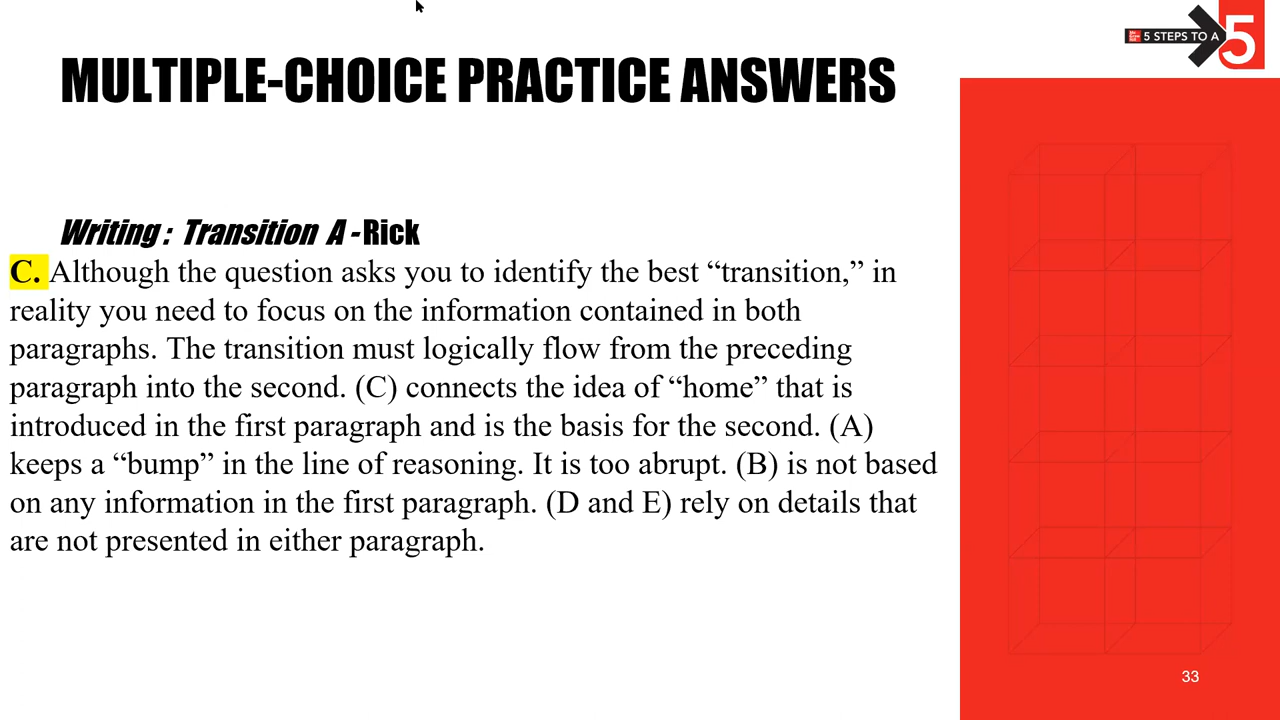 5 STEPS TO A 5
MULTIPLE-CHOICE PRACTICE ANSWERS
Writing : Transition A - Rick
C. Although the question asks you to identify the best “transition,” in
reality you need to focus on the information contained in both
paragraphs. The transition must logically flow from the preceding
paragraph into the second. (C) connects the idea of “home” that is
introduced in the first paragraph and is the basis for the second. (A)
keeps a “bump” in the line of reasoning. It is too abrupt. (B) is not based
on any information in the first paragraph. (D and E) rely on details that
are not presented in either paragraph.
33